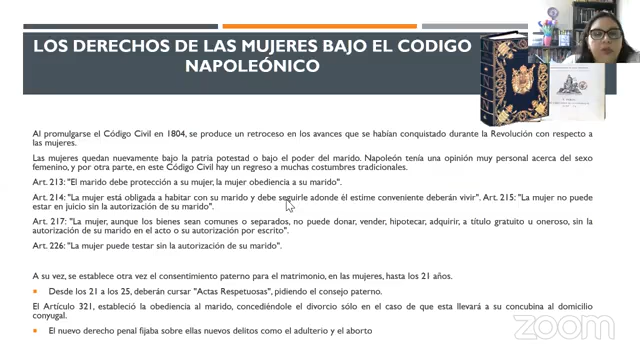 LOS DERECHOS DE LAS MUJERES BAJO EL CODIGO
NAPOLEÓNICO
Al promulgarse el Código Civil en 1804, se produce un retroceso en los avances que se habían conquistado durante la Revolución con respecto a
las mujeres.
Las mujeres quedan nuevamente bajo la patria potestad o bajo el poder del marido. Napoleón tenía una opinión muy personal acerca del sexo
femenino, y por otra parte, en este Código Civil hay un regreso a muchas costumbres tradicionales.
Art. 213: "El marido debe protección a su mujer, la mujer obediencia a su marido".
Art. 214: "La mujer está obligada a habitar con su marido y debe seguirle adonde él estime conveniente deberán vivir". Art. 215: "La mujer no puede
estar en juicio sin la autorización de su marido".
Art. 217: "La mujer, aunque los bienes sean comunes o separados, no puede donar, vender, hipotecar, adquirir, a título gratuito u oneroso, sin la
autorización de su marido en el acto o su autorización por escrito".
Art. 226: "La mujer puede testar sin la autorización de su marido".
A su vez, se establece otra vez el consentimiento paterno para el matrimonio, en las mujeres, hasta los 21 años.
Desde los 21 a los 25, deberán cursar "Actas Respetuosas", pidiendo el consejo paterno.
El Artículo 321, estableció la obediencia al marido, concediéndole el divorcio sólo en el caso de que esta llevará a su concubina al domicilio
conyugal.
El nuevo derecho penal fijaba sobre ellas nuevos delitos como el adulterio y el aborto
zoom